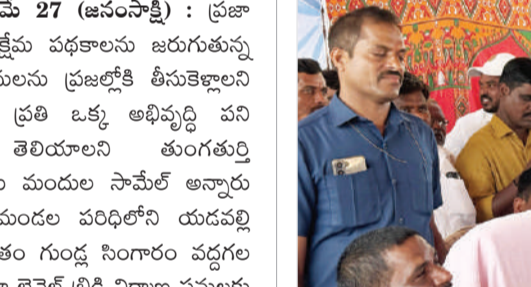 మే 27 (జనంసాక్షి) : ప్రజా
క్షేమ పథకాలను జరుగుతున్న
ులను ప్రజల్లోకి తీసుకెళ్లాలని
ప్రతి ఒక్క అభివృద్ధి పని
తెలియాలని తుంగతుర్తి
మందుల సామేల్ అన్నారు
మండల పరిధిలోని యడవల్లి
తం గుండ్ల సింగారం వద్దగల